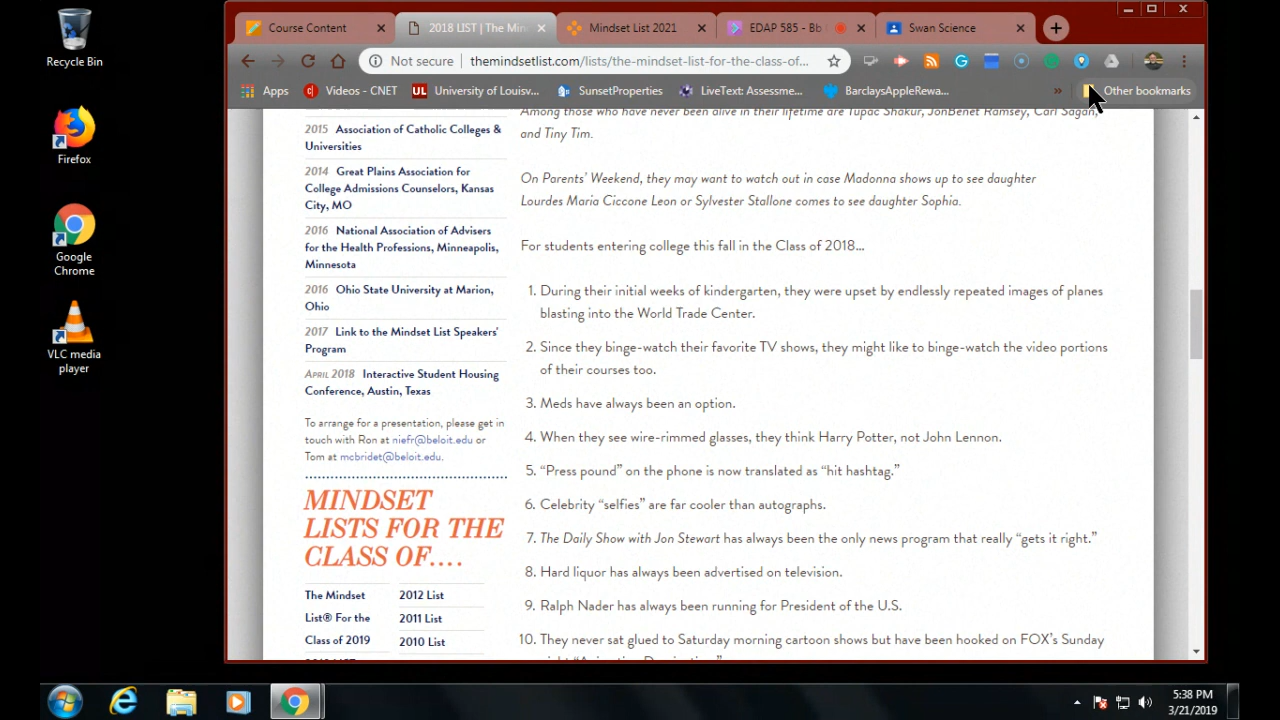 Recycle Bin
Firefox
Google
Chrome
VLC media
player
Course Content
2018 LIST | The Min
Mindset List 2021
EDAP 585 - Bb
Swan Science
Not secure themindsetlist.com/lists/the-mindset-list-for-the-class-of...
Apps Videos - CNET University of Louisv... SunsetProperties LiveText: Assessme... BarclaysAppleRewa... » Other bookmarks
2015 Association of Catholic Colleges &
Universities
2014 Great Plains Association for
College Admissions Counselors, Kansas
City, MO
2016 National Association of Advisers
for the Health Professions, Minneapolis,
Minnesota
2016 Ohio State University at Marion,
Ohio
2017 Link to the Mindset List Speakers'
Program
April 2018 Interactive Student Housing
Conference, Austin, Texas
To arrange for a presentation, please get in
touch with Ron at niefr@beloit.edu or
Tom at mcbridet@beloit.edu.
MINDSET
LISTS FOR THE
CLASS OF....
The Mindset
List® For the
Class of 2019
2012 List
2011 List
2010 List
Among those who have never been alive in their lifetime are Tupac Shakur, JonBenet Ramsey, Carl Sagan,
and Tiny Tim.
On Parents' Weekend, they may want to watch out in case Madonna shows up to see daughter
Lourdes Maria Ciccone Leon or Sylvester Stallone comes to see daughter Sophia.
For students entering college this fall in the Class of 2018…
1. During their initial weeks of kindergarten, they were upset by endlessly repeated images of planes
blasting into the World Trade Center.
2. Since they binge-watch their favorite TV shows, they might like to binge-watch the video portions
of their courses too.
3. Meds have always been an option.
4. When they see wire-rimmed glasses, they think Harry Potter, not John Lennon.
5. “Press pound” on the phone is now translated as “hit hashtag.”
6. Celebrity “selfies” are far cooler than autographs.
7. The Daily Show with Jon Stewart has always been the only news program that really “gets it right.”
8. Hard liquor has always been advertised on television.
9. Ralph Nader has always been running for President of the U.S.
10. They never sat glued to Saturday morning cartoon shows but have been hooked on FOX’s Sunday
5:38 PM
3/21/2019